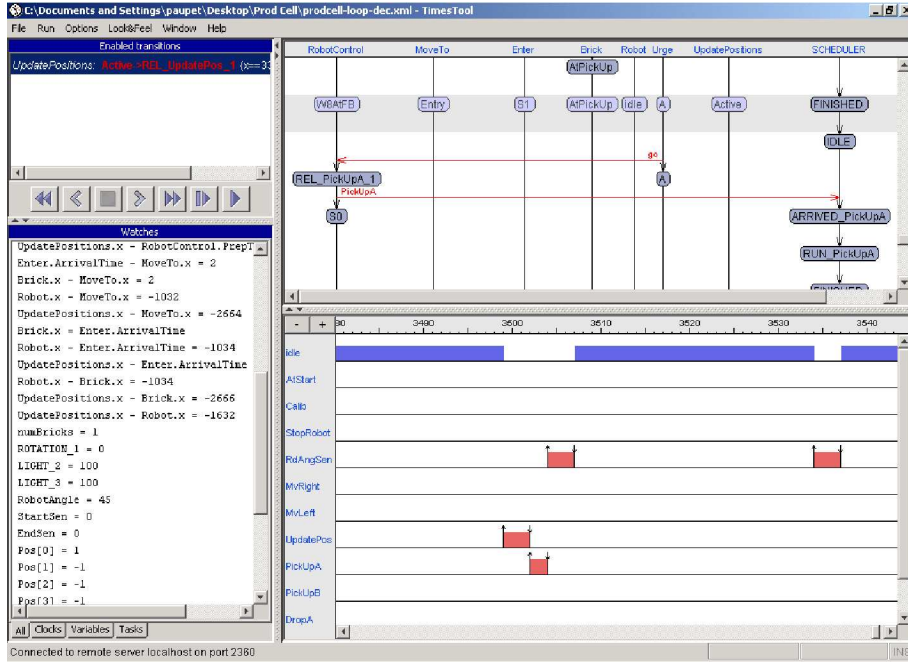 C:\Documents and Settings\paupet\Desktop\Prod Cell\prodcell-loop-dec.xml - TimesTool
File Run Options Look&Feel Window Help
Enabled transitions
UpdatePositions: Active->REL_UpdatePos_1 (x==33
RobotControl MoveTo Enter Brick Robot Urge UpdatePositions SCHEDULER
AtPickUp
W8AtFB Entry S1 AtPickUp idle A Active FINISHED
IDLE
go
REL_PickUpA_1 A
PickUpA
S0 ARRIVED_PickUpA
RUN_PickUpA
FINISHED
Watches
UpdatePositions.x - RobotControl.PrepT
Enter.ArrivalTime - MoveTo.x = 2
Brick.x - MoveTo.x = 2
Robot.x - MoveTo.x = -1032
UpdatePositions.x - MoveTo.x = -2664
Brick.x = Enter.ArrivalTime
Robot.x - Enter.ArrivalTime = -1034
UpdatePositions.x - Enter.ArrivalTime
Robot.x - Brick.x = -1034
UpdatePositions.x - Brick.x = -2666
UpdatePositions.x - Robot.x = -1632
numBricks = 1
ROTATION_1 = 0
LIGHT_2 = 100
LIGHT_3 = 100
RobotAngle = 45
StartSen = 0
EndSen = 0
Pos[0] = 1
Pos[1] = -1
Pos[2] = -1
Pos[3] = -1
All Clocks Variables Tasks
- + 80 3490 3500 3510 3520 3530 3540
idle
AtStart
Calib
StopRobot
RdAngSen
MvRight
MvLeft
UpdatePos
PickUpA
PickUpB
DropA
Connected to remote server localhost on port 2360
INS